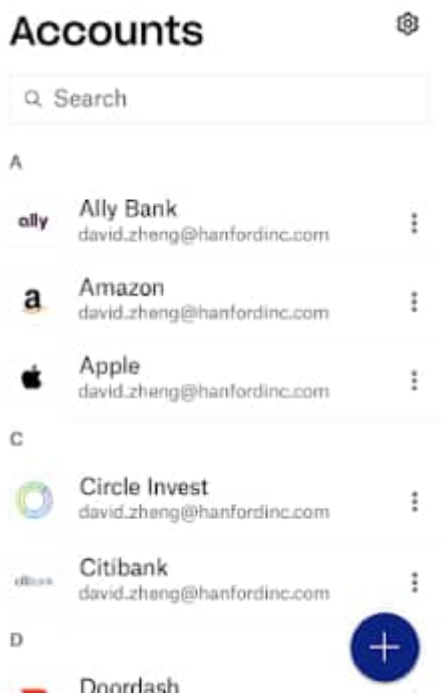 Accounts
Search
A
ally
Ally Bank
david.zheng@hanfordinc.com
a
Amazon
david.zheng@hanfordinc.com
Apple
david.zheng@hanfordinc.com
C
Circle Invest
david.zheng@hanfordinc.com
citibank
Citibank
david.zheng@hanfordinc.com
D
Doordash